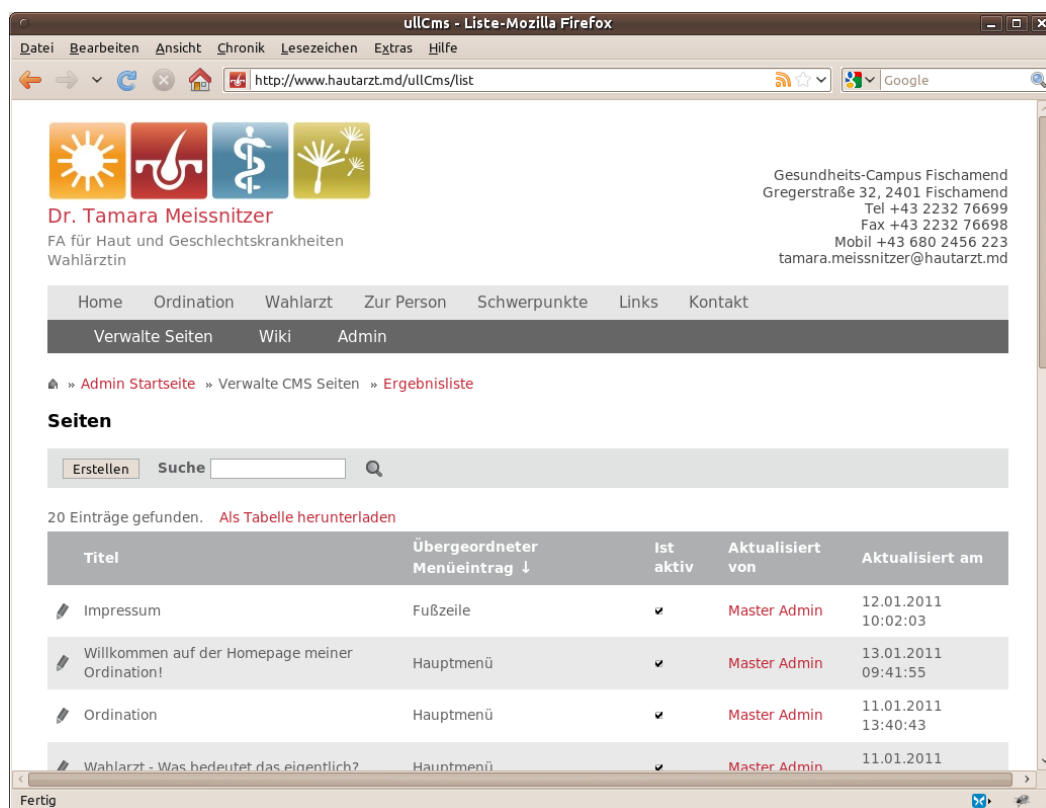 ullCms - Liste-Mozilla Firefox
Datei Bearbeiten Ansicht Chronik Lesezeichen Extras Hilfe
http://www.hautarzt.md/ullCms/list
Google
Gesundheits-Campus Fischamend
Gregerstraße 32, 2401 Fischamend
Tel +43 2232 76699
Fax +43 2232 76698
Mobil +43 680 2456 223
tamara.meissnitzer@hautarzt.md
Dr. Tamara Meissnitzer
FA für Haut und Geschlechtskrankheiten
Wahlärztin
Home Ordination Wahlarzt Zur Person Schwerpunkte Links Kontakt
Verwalte Seiten Wiki Admin
» Admin Startseite » Verwalte CMS Seiten » Ergebnisliste
Seiten
Erstellen Suche
20 Einträge gefunden. Als Tabelle herunterladen
Titel
Übergeordneter
Menüeintrag ↓
Ist
aktiv
Aktualisiert
von
Aktualisiert am
Impressum Fußzeile Master Admin
12.01.2011
10:02:03
Willkommen auf der Homepage meiner
Ordination!
Hauptmenü Master Admin
13.01.2011
09:41:55
Ordination Hauptmenü Master Admin
11.01.2011
13:40:43
Wahlarzt - Was bedeutet das eigentlich? Hauptmenü Master Admin
11.01.2011
Fertig